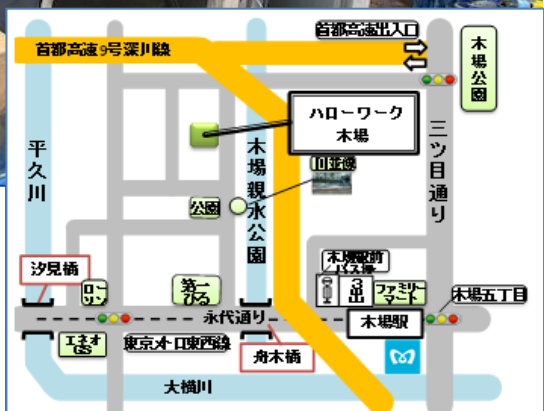 首都高速出入口
首都高速9号深川線
木場公園
ハローワーク
木場
三ツ目通り
平久川
木場親水公園
公園
汐見橋
ロー
ソン
第一
びる
木場駅前
バス停
3
出
ファミリー
マート
木場五丁目
永代通り
木場駅
エネオ
GS
東京メトロ東西線
舟木橋
大横川